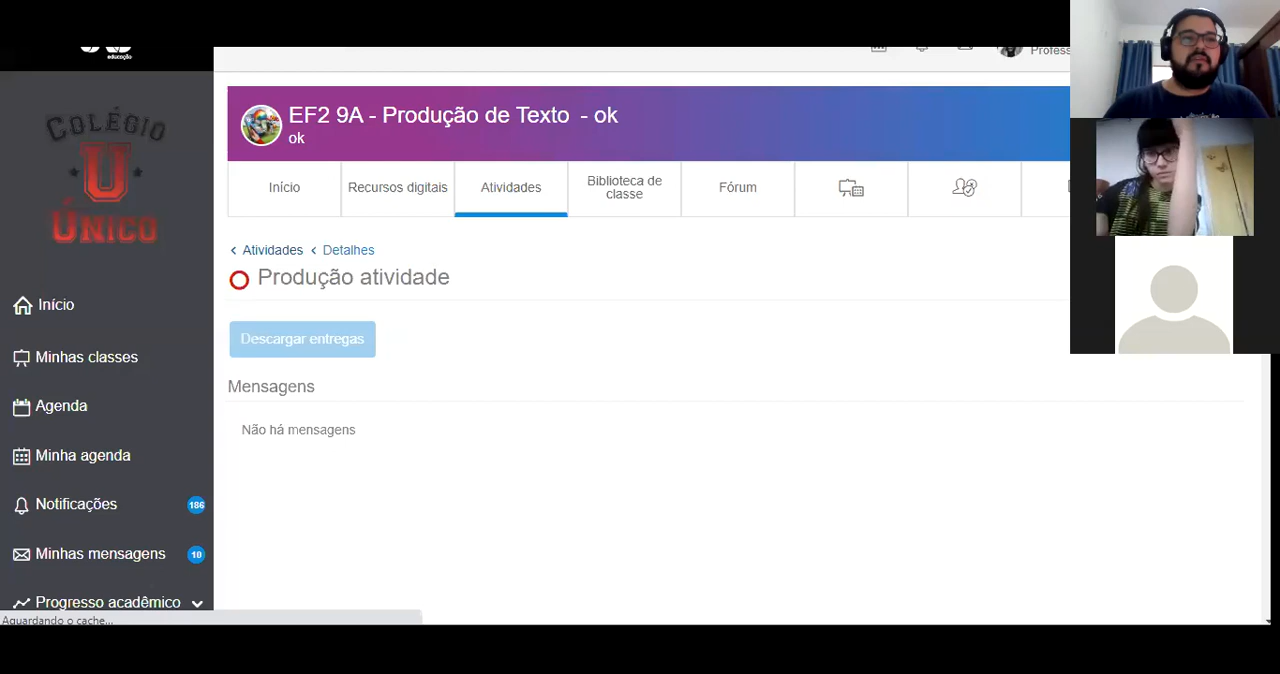 educação
Profess
COLÉGIO
U
ÚNICO
EF2 9A - Produção de Texto - ok
ok
Início
Recursos digitais
Atividades
Biblioteca de
classe
Fórum
< Atividades < Detalhes
Produção atividade
Descargar entregas
Mensagens
Não há mensagens
Início
Minhas classes
Agenda
Minha agenda
Notificações 186
Minhas mensagens 10
Progresso acadêmico
Aguardando o cache...